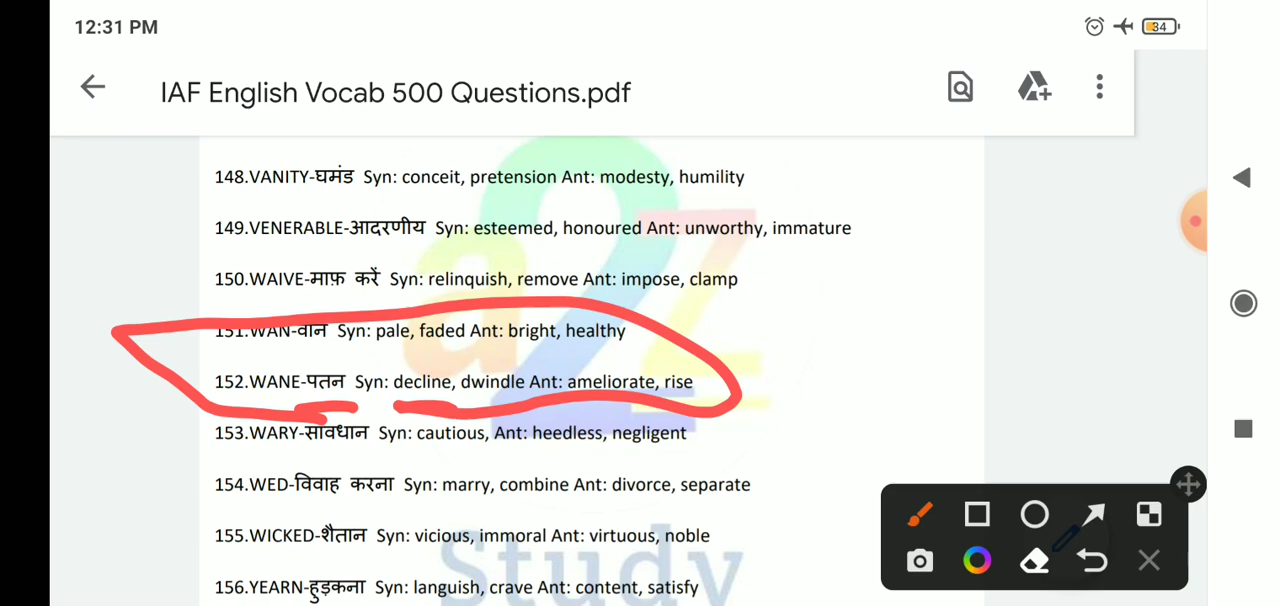 12:31 PM
34
IAF English Vocab 500 Questions.pdf
148.VANITY-घमंड Syn: conceit, pretension Ant: modesty, humility
149.VENERABLE-आदरणीय Syn: esteemed, honoured Ant: unworthy, immature
150.WAIVE-माफ़ करें Syn: relinquish, remove Ant: impose, clamp
151.WAN-वान Syn: pale, faded Ant: bright, healthy
152.WANE-पतन Syn: decline, dwindle Ant: ameliorate, rise
153.WARY-सावधान Syn: cautious, Ant: heedless, negligent
154.WED-विवाह करना Syn: marry, combine Ant: divorce, separate
155.WICKED-शैतान Syn: vicious, immoral Ant: virtuous, noble
156.YEARN-हुड़कना Syn: languish, crave Ant: content, satisfy
a2z
Study